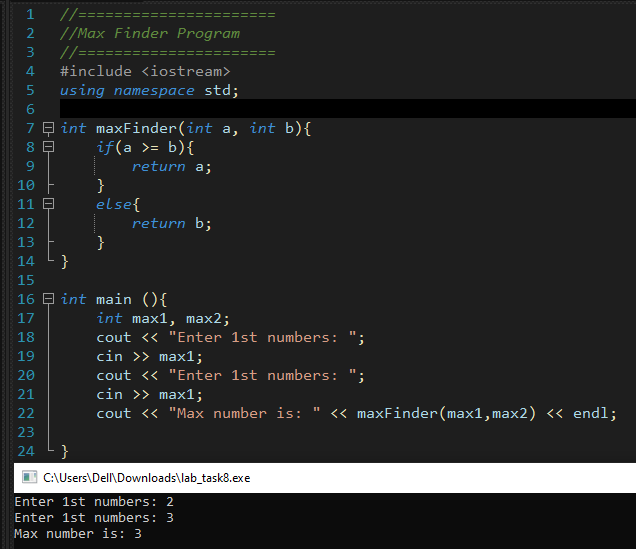 1 //======================
2 //Max Finder Program
3 //======================
4 #include <iostream>
5 using namespace std;
6
7 int maxFinder(int a, int b){
8 if(a >= b){
9 return a;
10 }
11 else{
12 return b;
13 }
14 }
15
16 int main (){
17 int max1, max2;
18 cout << "Enter 1st numbers: ";
19 cin >> max1;
20 cout << "Enter 1st numbers: ";
21 cin >> max1;
22 cout << "Max number is: " << maxFinder(max1,max2) << endl;
23
24 }
C:\Users\Dell\Downloads\lab_task8.exe
Enter 1st numbers: 2
Enter 1st numbers: 3
Max number is: 3